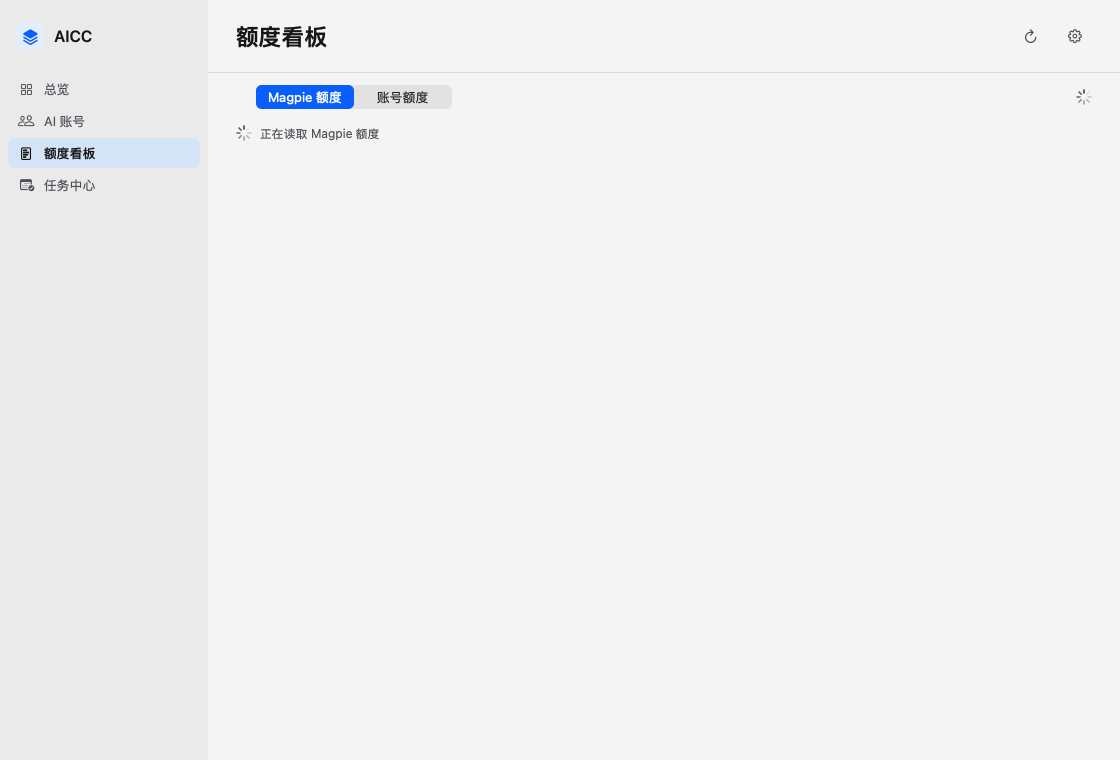 AICC
总览
AI 账号
额度看板
任务中心
额度看板
Magpie 额度
账号额度
正在读取 Magpie 额度